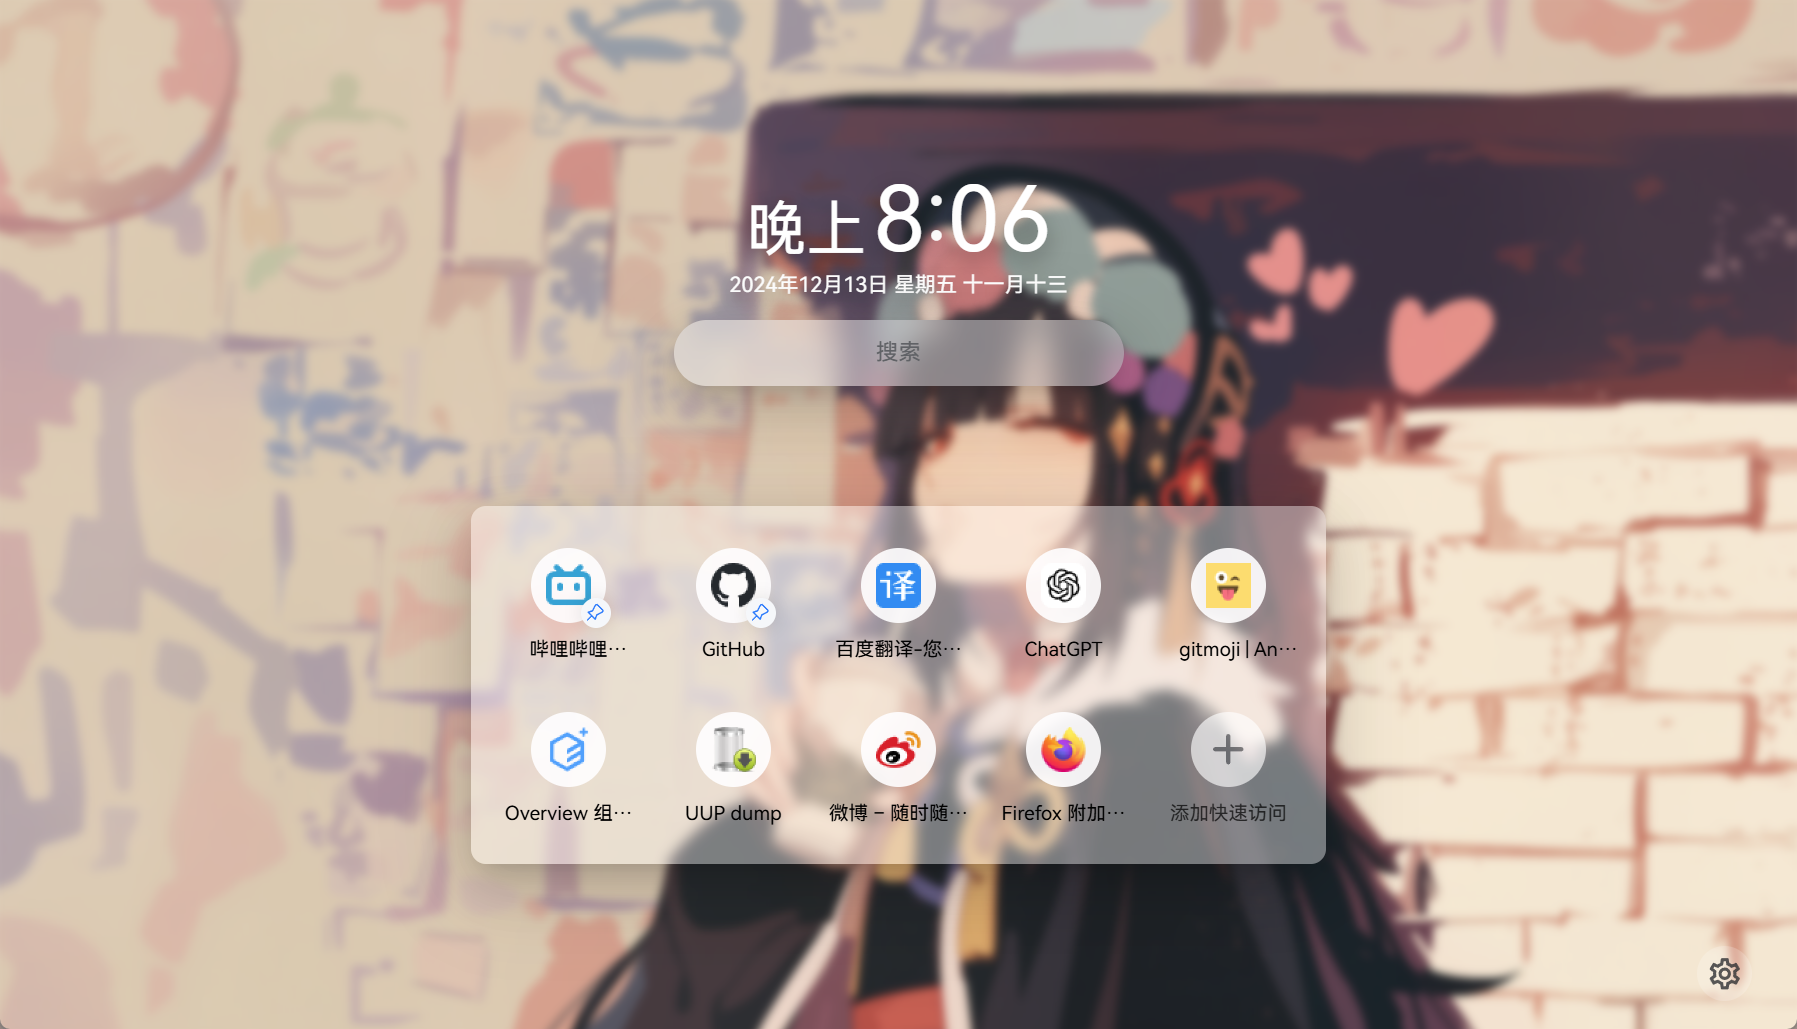 晚上 8:06
2024年12月13日 星期五 十一月十三
搜索
哔哩哔哩…
GitHub
译
百度翻译-您…
ChatGPT
gitmoji | An…
Overview 组…
UUP dump
微博 – 随时随…
Firefox 附加…
添加快速访问